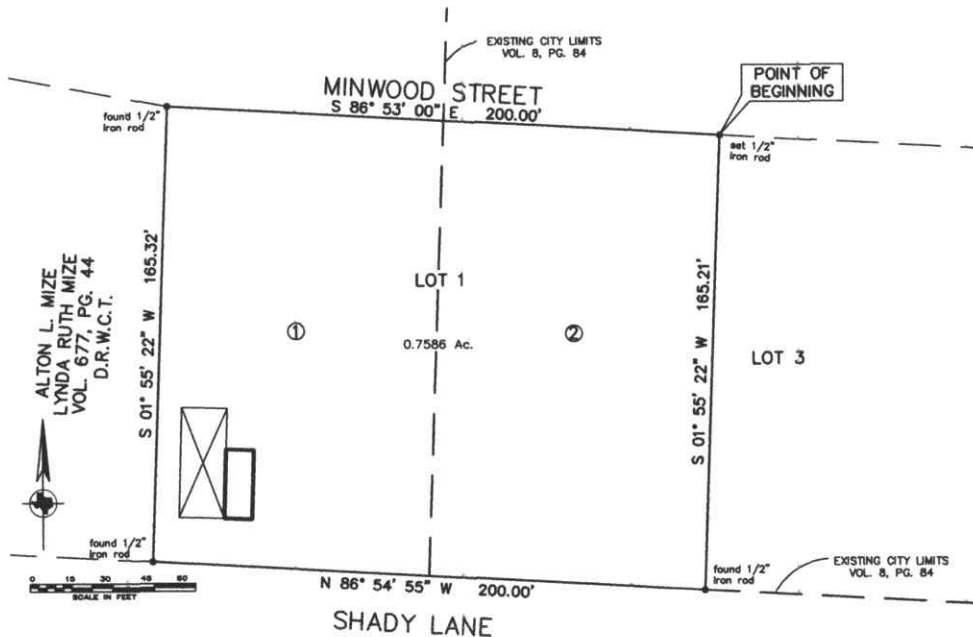 EXISTING CITY LIMITS
VOL. 8, PG. 84
MINWOOD STREET
S 86° 53' 00" E 200.00'
POINT OF
BEGINNING
found 1/2"
iron rod
set 1/2"
iron rod
ALTON L. MIZE
LYNDA RUTH MIZE
VOL. 677, PG. 44
D.R.W.C.T.
S 01° 55' 22" W 165.32'
LOT 1
①
②
0.7586 Ac.
S 01° 55' 22" W 165.21'
LOT 3
found 1/2"
iron rod
0 15 30 45 60
SCALE IN FEET
N 86° 54' 55" W 200.00'
found 1/2"
iron rod
EXISTING CITY LIMITS
VOL. 8, PG. 84
SHADY LANE